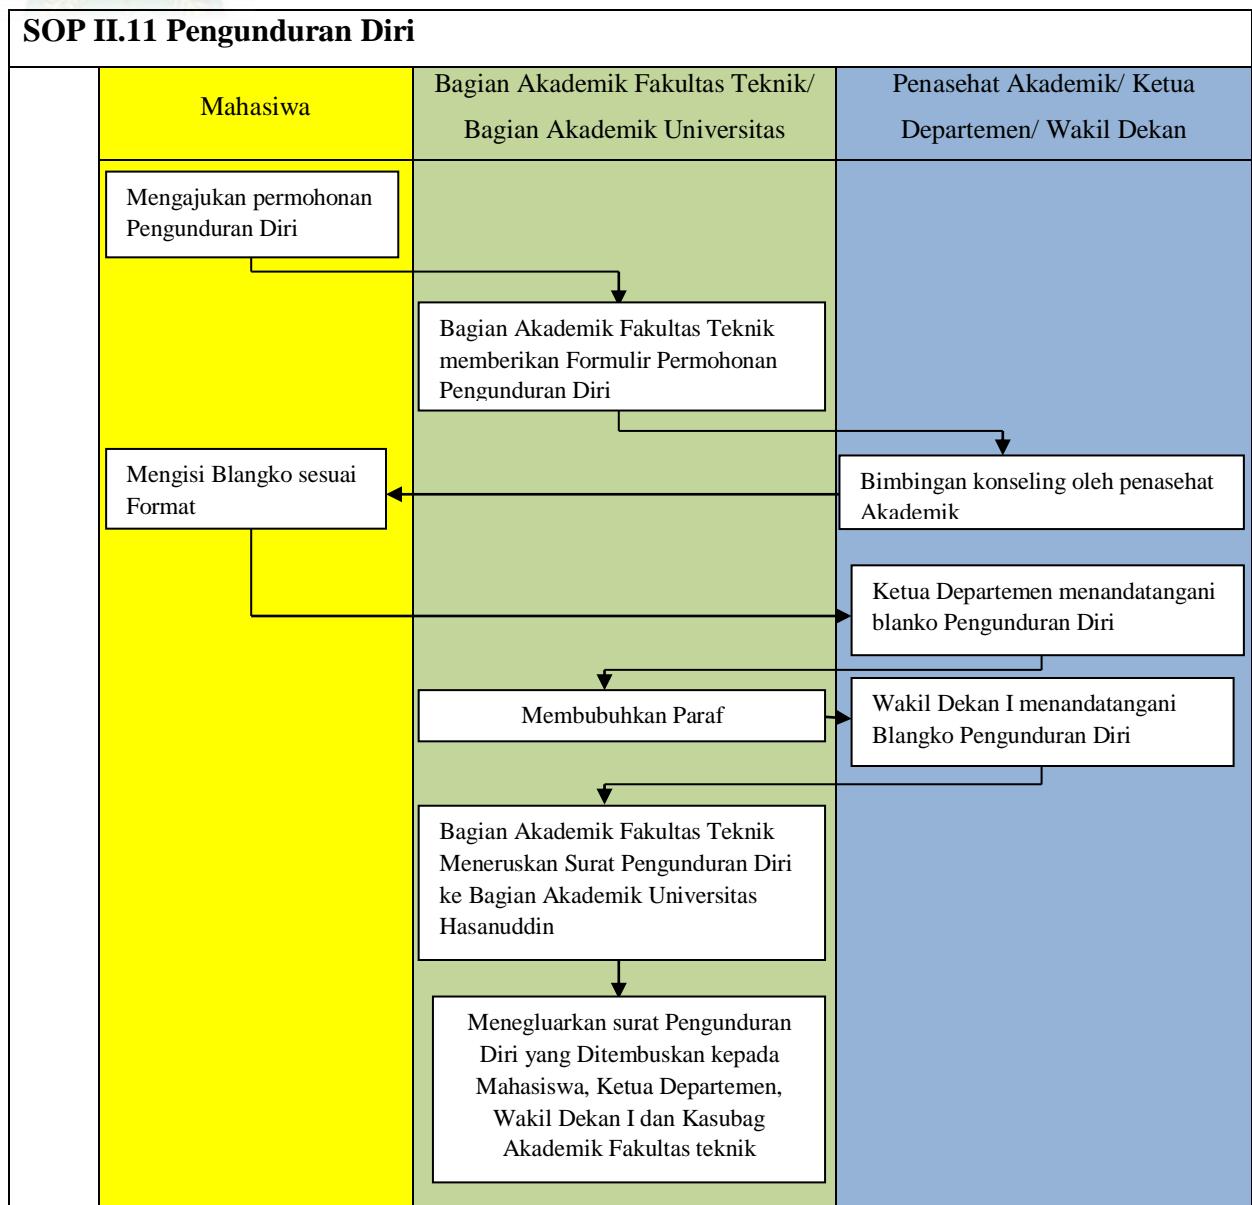 SOP II.11 Pengunduran Diri
Mahasiwa
Bagian Akademik Fakultas Teknik/
Bagian Akademik Universitas
Penasehat Akademik/ Ketua
Departemen/ Wakil Dekan
Mengajukan permohonan
Pengunduran Diri
Bagian Akademik Fakultas Teknik
memberikan Formulir Permohonan
Pengunduran Diri
Bimbingan konseling oleh penasehat
Akademik
Mengisi Blangko sesuai
Format
Ketua Departemen menandatangani
blanko Pengunduran Diri
Membubuhkan Paraf
Wakil Dekan I menandatangani
Blangko Pengunduran Diri
Bagian Akademik Fakultas Teknik
Meneruskan Surat Pengunduran Diri
ke Bagian Akademik Universitas
Hasanuddin
Menegluarkan surat Pengunduran
Diri yang Ditembuskan kepada
Mahasiswa, Ketua Departemen,
Wakil Dekan I dan Kasubag
Akademik Fakultas teknik